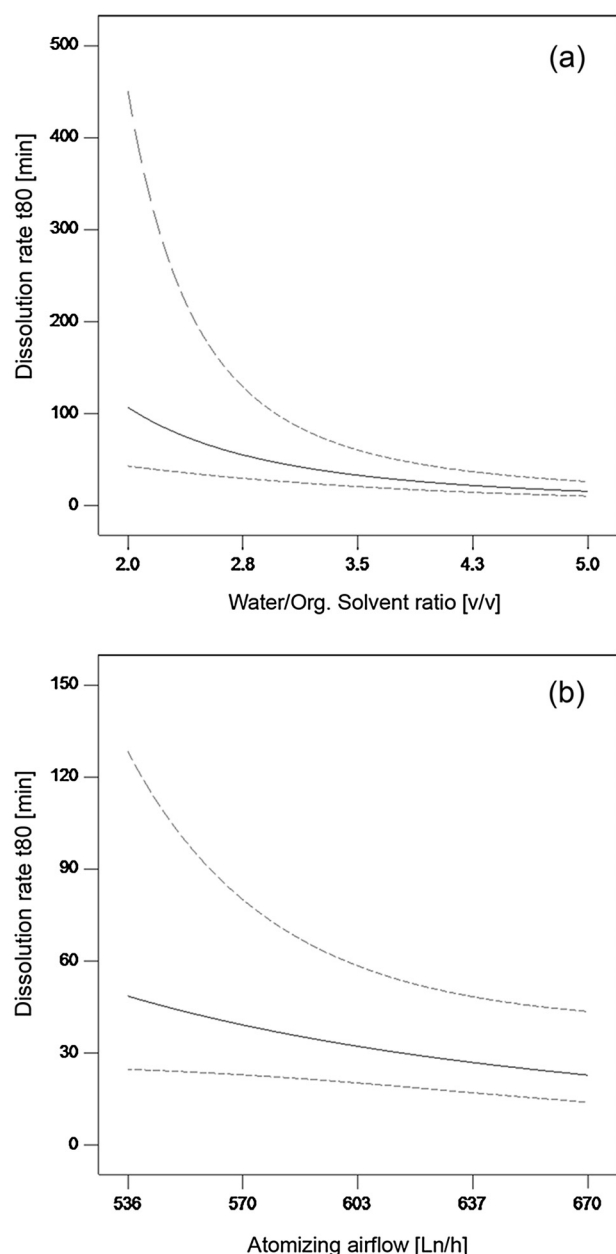 (a)
Dissolution rate t80 [min]
500
400
300
200
100
0
2.0 2.8 3.5 4.3 5.0
Water/Org. Solvent ratio [v/v]
(b)
Dissolution rate t80 [min]
150
120
90
60
30
0
536 570 603 637 670
Atomizing airflow [Ln/h]